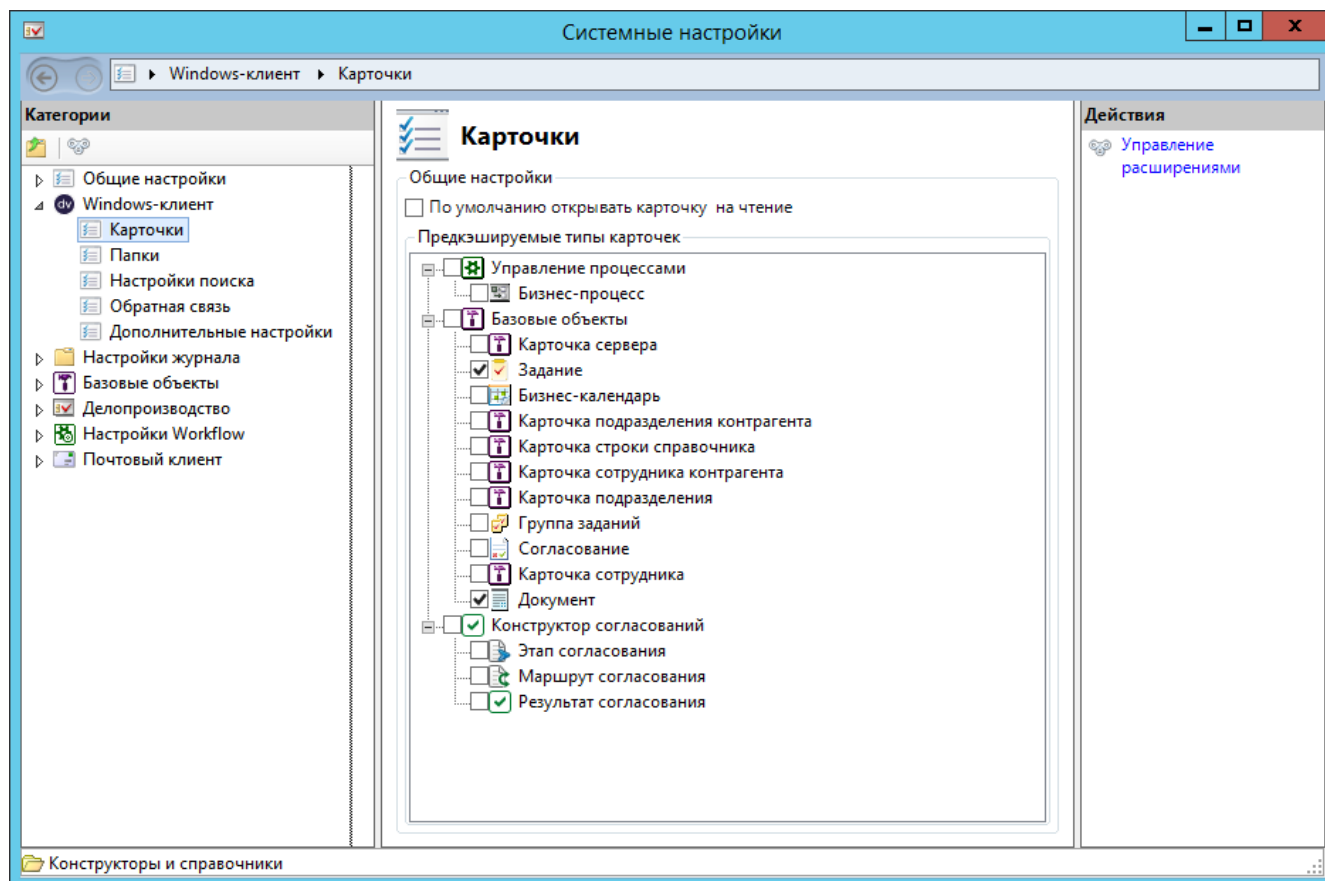 Системные настройки
Windows-клиент Карточки
Категории
Общие настройки
Windows-клиент
Карточки
Папки
Настройки поиска
Обратная связь
Дополнительные настройки
Настройки журнала
Базовые объекты
Делопроизводство
Настройки Workflow
Почтовый клиент
Карточки
Общие настройки
По умолчанию открывать карточку на чтение
Предкэшируемые типы карточек
Управление процессами
Бизнес-процесс
Базовые объекты
Карточка сервера
Задание
Бизнес-календарь
Карточка подразделения контрагента
Карточка строки справочника
Карточка сотрудника контрагента
Карточка подразделения
Группа заданий
Согласование
Карточка сотрудника
Документ
Конструктор согласований
Этап согласования
Маршрут согласования
Результат согласования
Действия
Управление
расширениями
Конструкторы и справочники